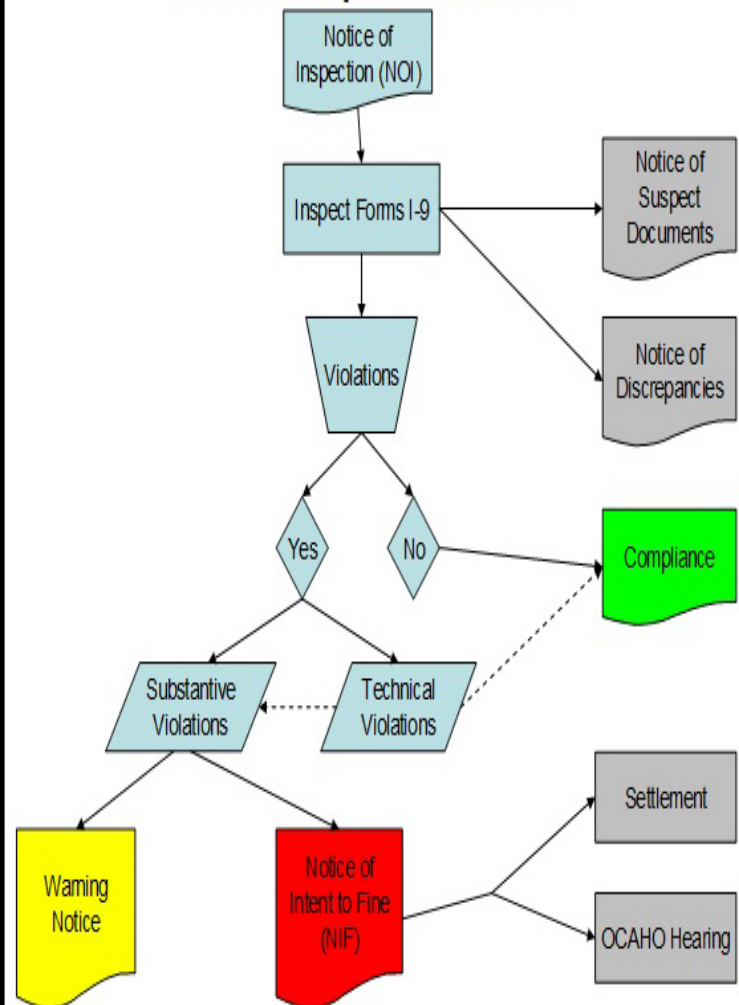 Notice of
Inspection (NOI)
Inspect Forms I-9
Notice of
Suspect
Documents
Violations
Notice of
Discrepancies
Yes
No
Compliance
Substantive
Violations
Technical
Violations
Settlement
Warning
Notice
Notice of
Intent to Fine
(NIF)
OCAHO Hearing